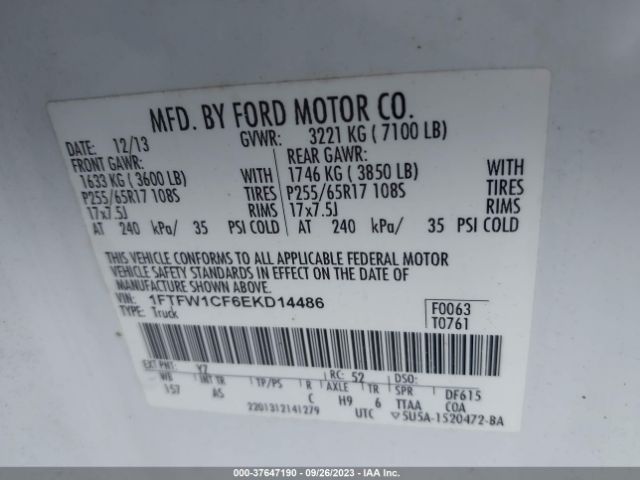 MFD. BY FORD MOTOR CO.
DATE: 12/13 GVWR: 3221 KG ( 7100 LB)
FRONT GAWR: REAR GAWR:
1633 KG ( 3600 LB) WITH 1746 KG ( 3850 LB) WITH
P255/65R17 108S TIRES P255/65R17 108S TIRES
17x7.5J RIMS 17x7.5J RIMS
AT 240 kPa/ 35 PSI COLD AT 240 kPa/ 35 PSI COLD
THIS VEHICLE CONFORMS TO ALL APPLICABLE FEDERAL MOTOR
VEHICLE SAFETY STANDARDS IN EFFECT ON THE DATE OF
MANUFACTURE SHOWN ABOVE.
VIN: 1FTFW1CF6EKD14486 F0063
TYPE: Truck T0761
EXT PNT: YZ RC: 52 DSO:
WB INT TR TP/PS R AXLE TR SPR DF615
157 AS C H9 6 TTAA COA
2201312141279 UTC ▽5U5A-1520472-BA
000-37647190 - 09/26/2023 - IAA Inc.